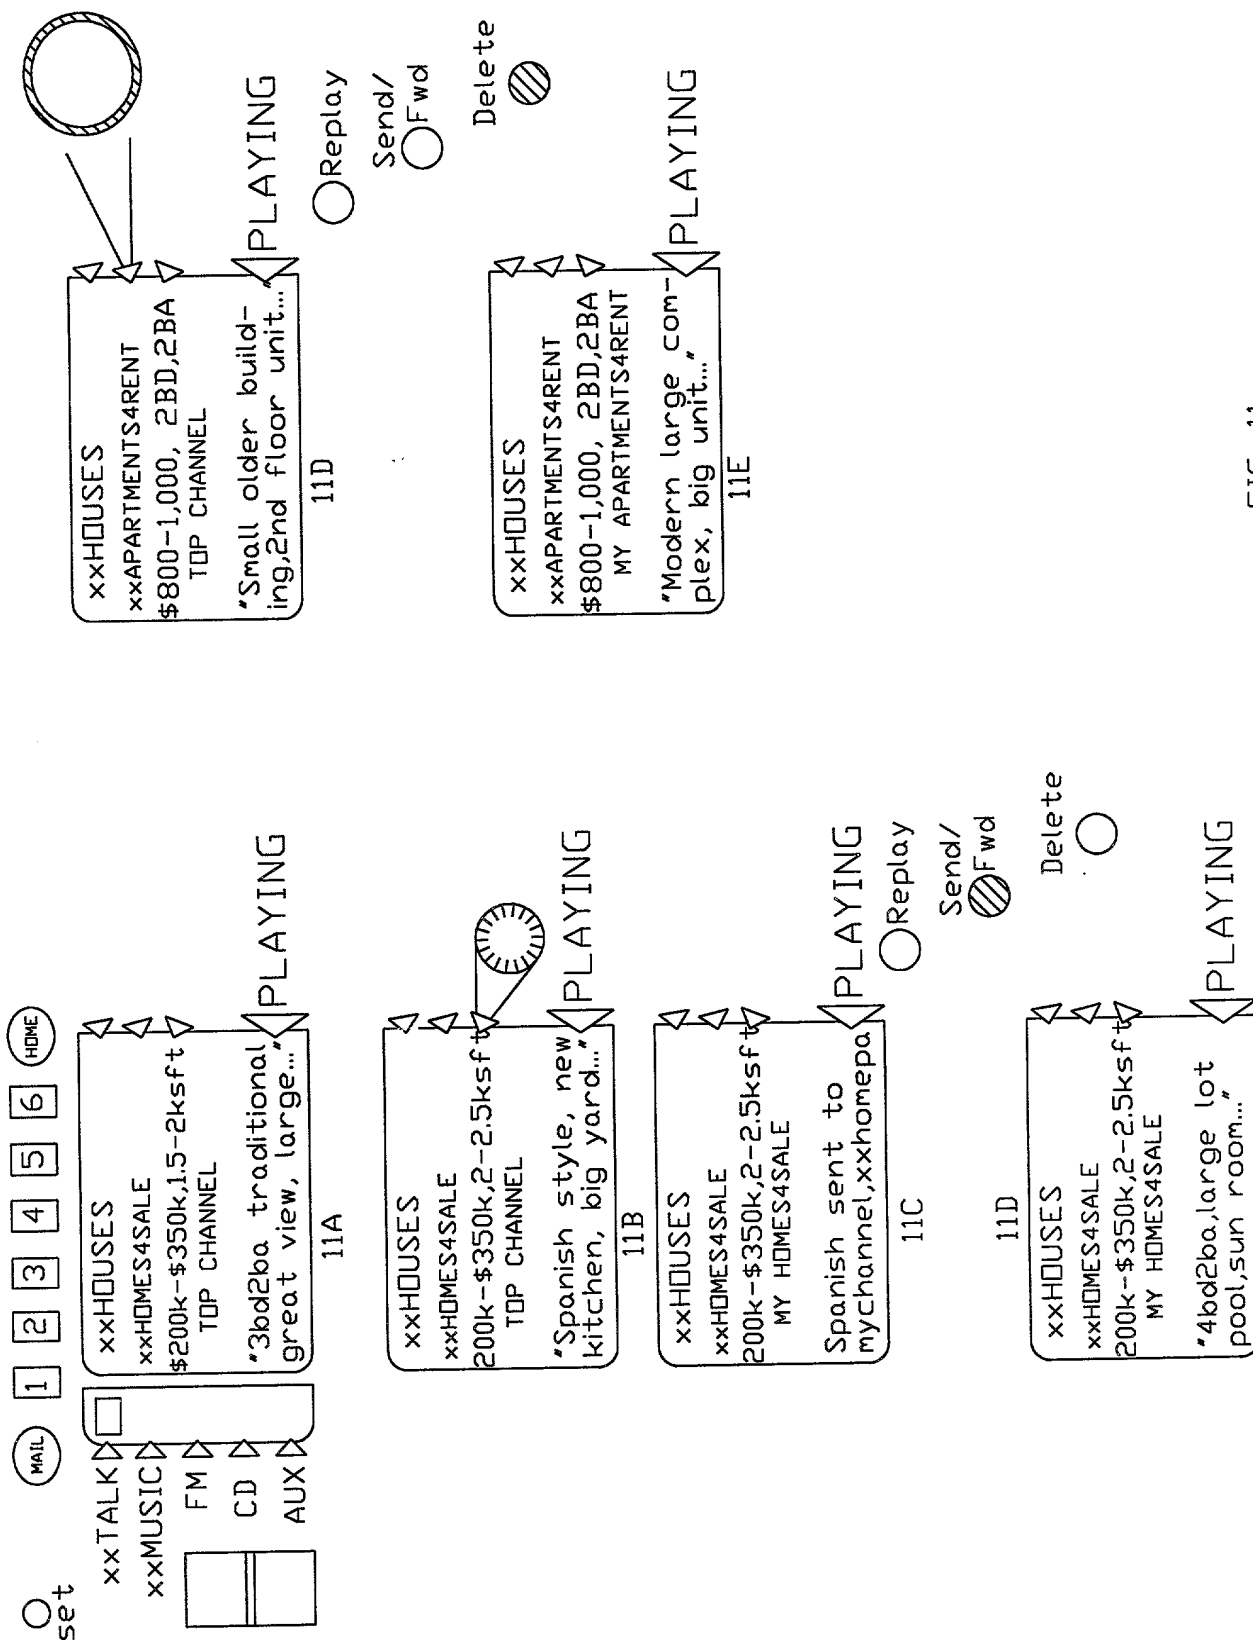 set
MAIL
1
2
3
4
5
6
HOME
xxTALK
xxMUSIC
FM
CD
AUX
xxHOUSES
xxHOMES4SALE
$200k-$350k,1.5-2ksft
TOP CHANNEL
"3bd2ba traditional
great view, large..."
PLAYING
11A
xxHOUSES
xxHOMES4SALE
200k-$350k,2-2.5ksft
TOP CHANNEL
"Spanish style, new
kitchen, big yard..."
PLAYING
11B
xxHOUSES
xxHOMES4SALE
200k-$350k,2-2.5ksft
MY HOMES4SALE
Spanish sent to
mychannel,xxhomepa
PLAYING
Replay
Send/
Fwd
Delete
11C
11D
xxHOUSES
xxHOMES4SALE
200k-$350k,2-2.5ksft
MY HOMES4SALE
"4bd2ba,large lot
pool,sun room..."
PLAYING
xxHOUSES
xxAPARTMENTS4RENT
$800-1,000, 2BD,2BA
TOP CHANNEL
"Small older build-
ing,2nd floor unit..."
PLAYING
Replay
Send/
Fwd
Delete
11D
xxHOUSES
xxAPARTMENTS4RENT
$800-1,000, 2BD,2BA
MY APARTMENTS4RENT
"Modern large com-
plex, big unit..."
PLAYING
11E